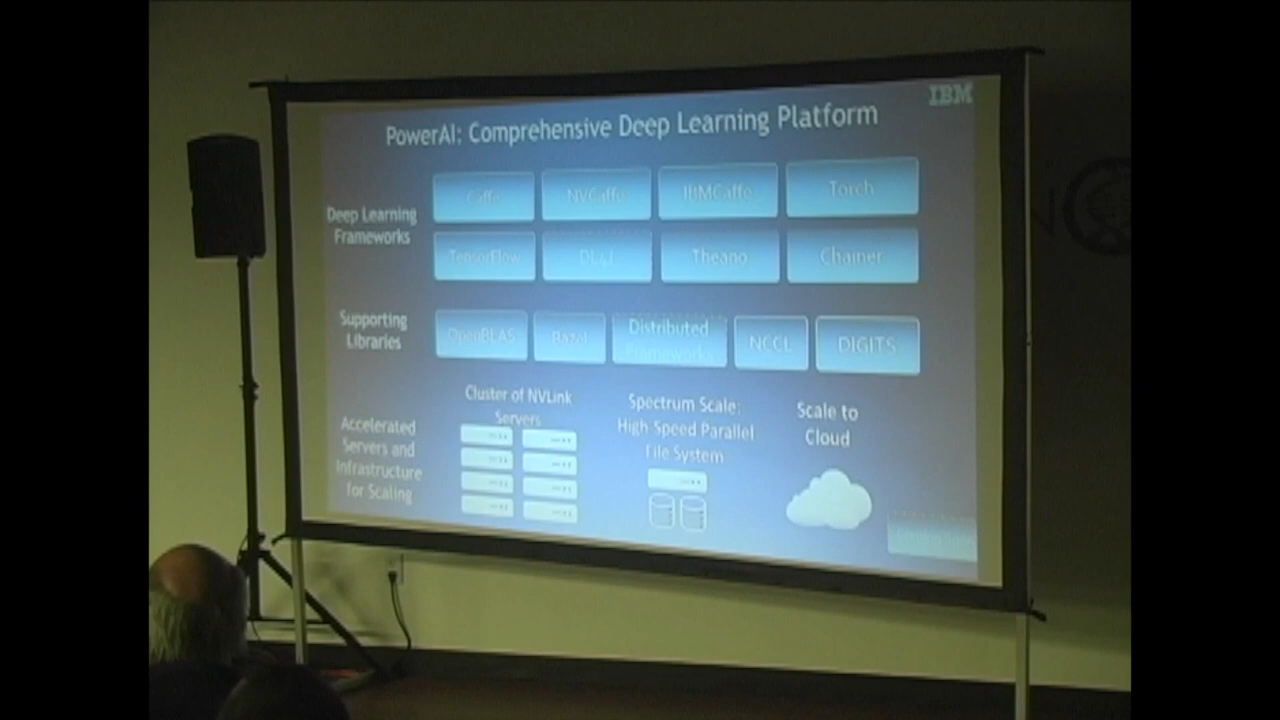 IBM
PowerAI: Comprehensive Deep Learning Platform
Deep Learning
Frameworks
Caffe
NVCaffe
IBMCaffe
Torch
TensorFlow
DL4J
Theano
Chainer
Supporting
Libraries
OpenBLAS
Bazel
Distributed
Frameworks
NCCL
DIGITS
Accelerated
Servers and
Infrastructure
for Scaling
Cluster of NVLink
Servers
Spectrum Scale:
High-Speed Parallel
File System
Scale to
Cloud